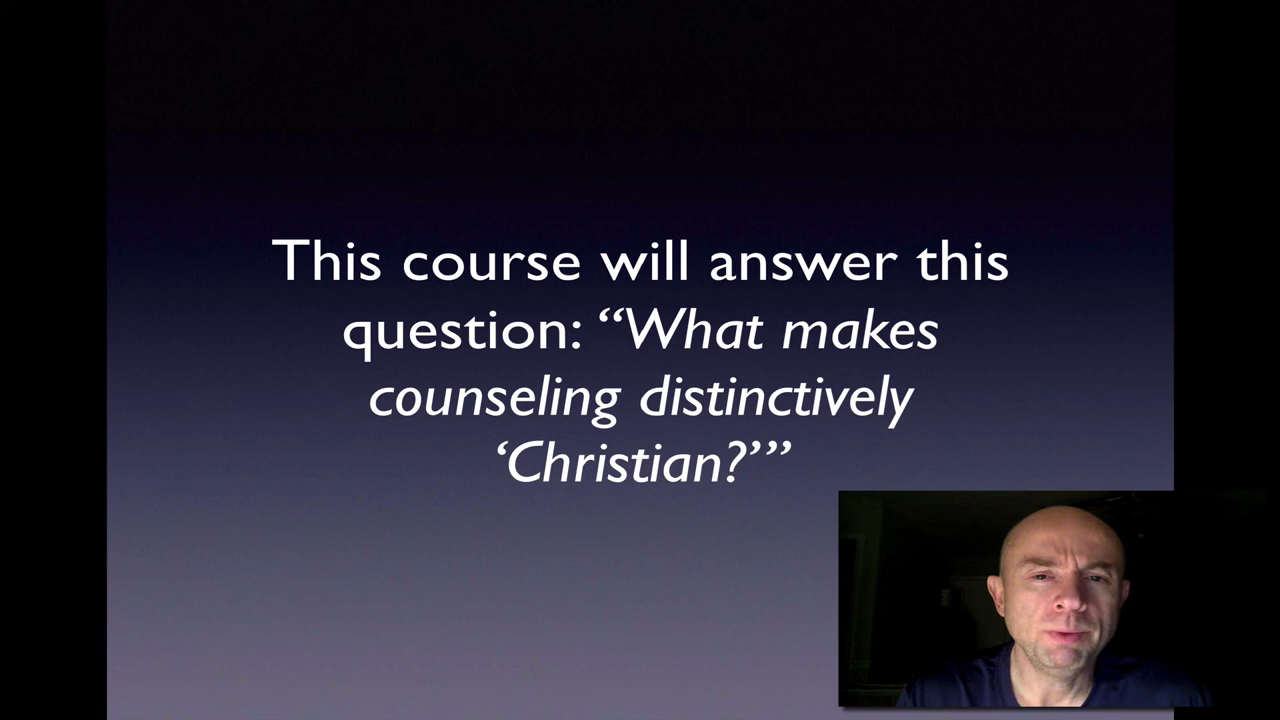 This course will answer this
question: “What makes
counseling distinctively
‘Christian?’”